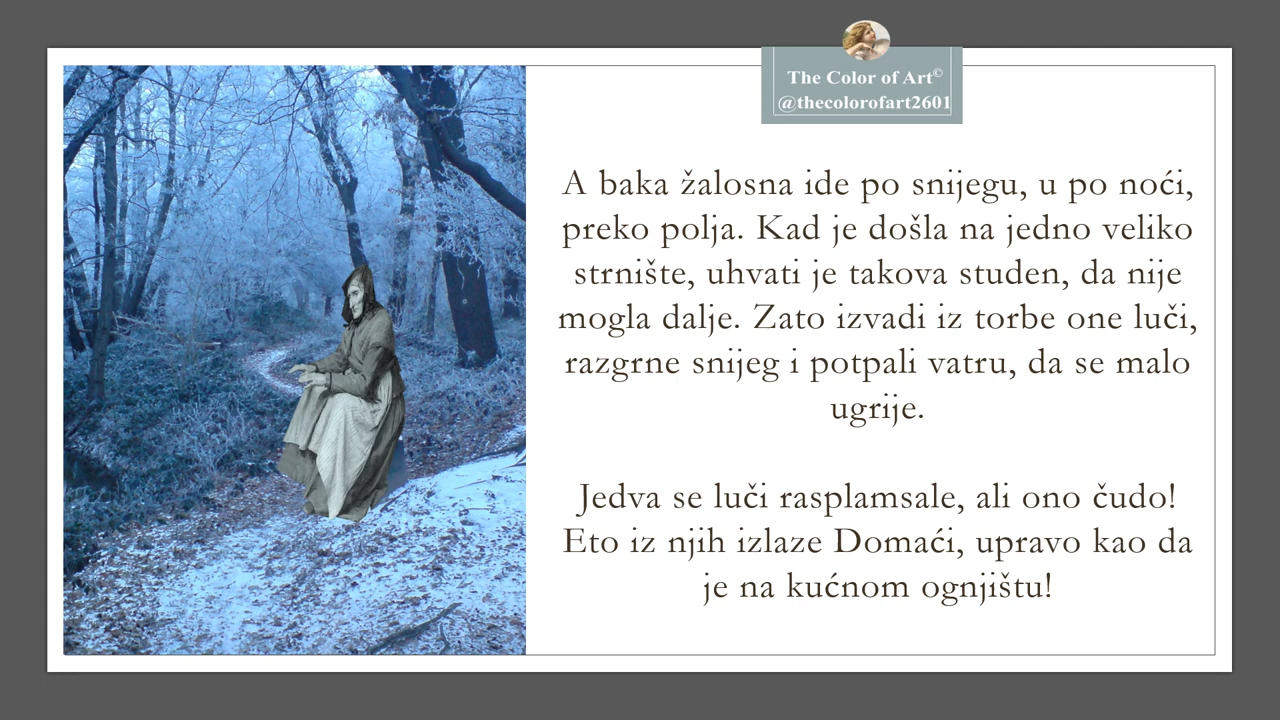 The Color of Art©
@thecolorofart2601
A baka žalosna ide po snijegu, u po noći,
preko polja. Kad je došla na jedno veliko
strnište, uhvati je takova studen, da nije
mogla dalje. Zato izvadi iz torbe one luči,
razgrne snijeg i potpali vatru, da se malo
ugrije.
Jedva se luči rasplamsale, ali ono čudo!
Eto iz njih izlaze Domaći, upravo kao da
je na kućnom ognjištu!